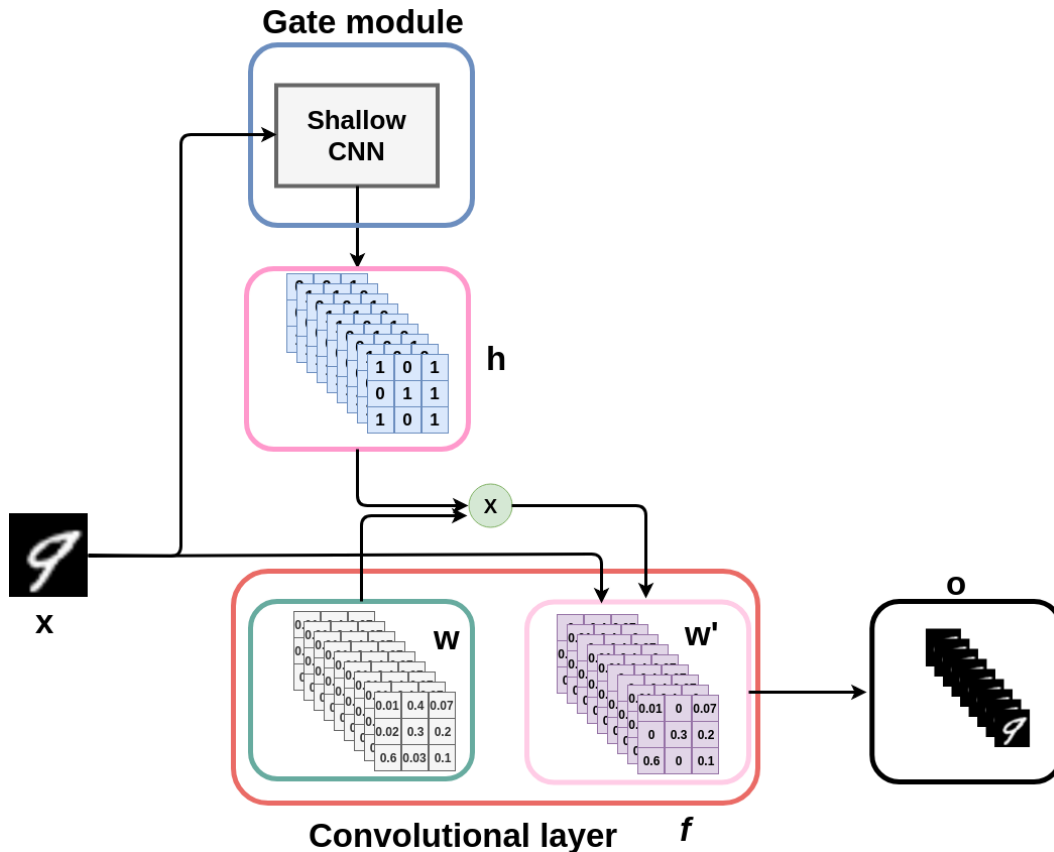 Gate module
Shallow
CNN
1 0 1
0 1 1
1 0 1
h
X
x
w
0.01 0.4 0.07
0.02 0.3 0.2
0.6 0.03 0.1
w'
0.01 0 0.07
0 0.3 0.2
0.6 0 0.1
o
Convolutional layer
f